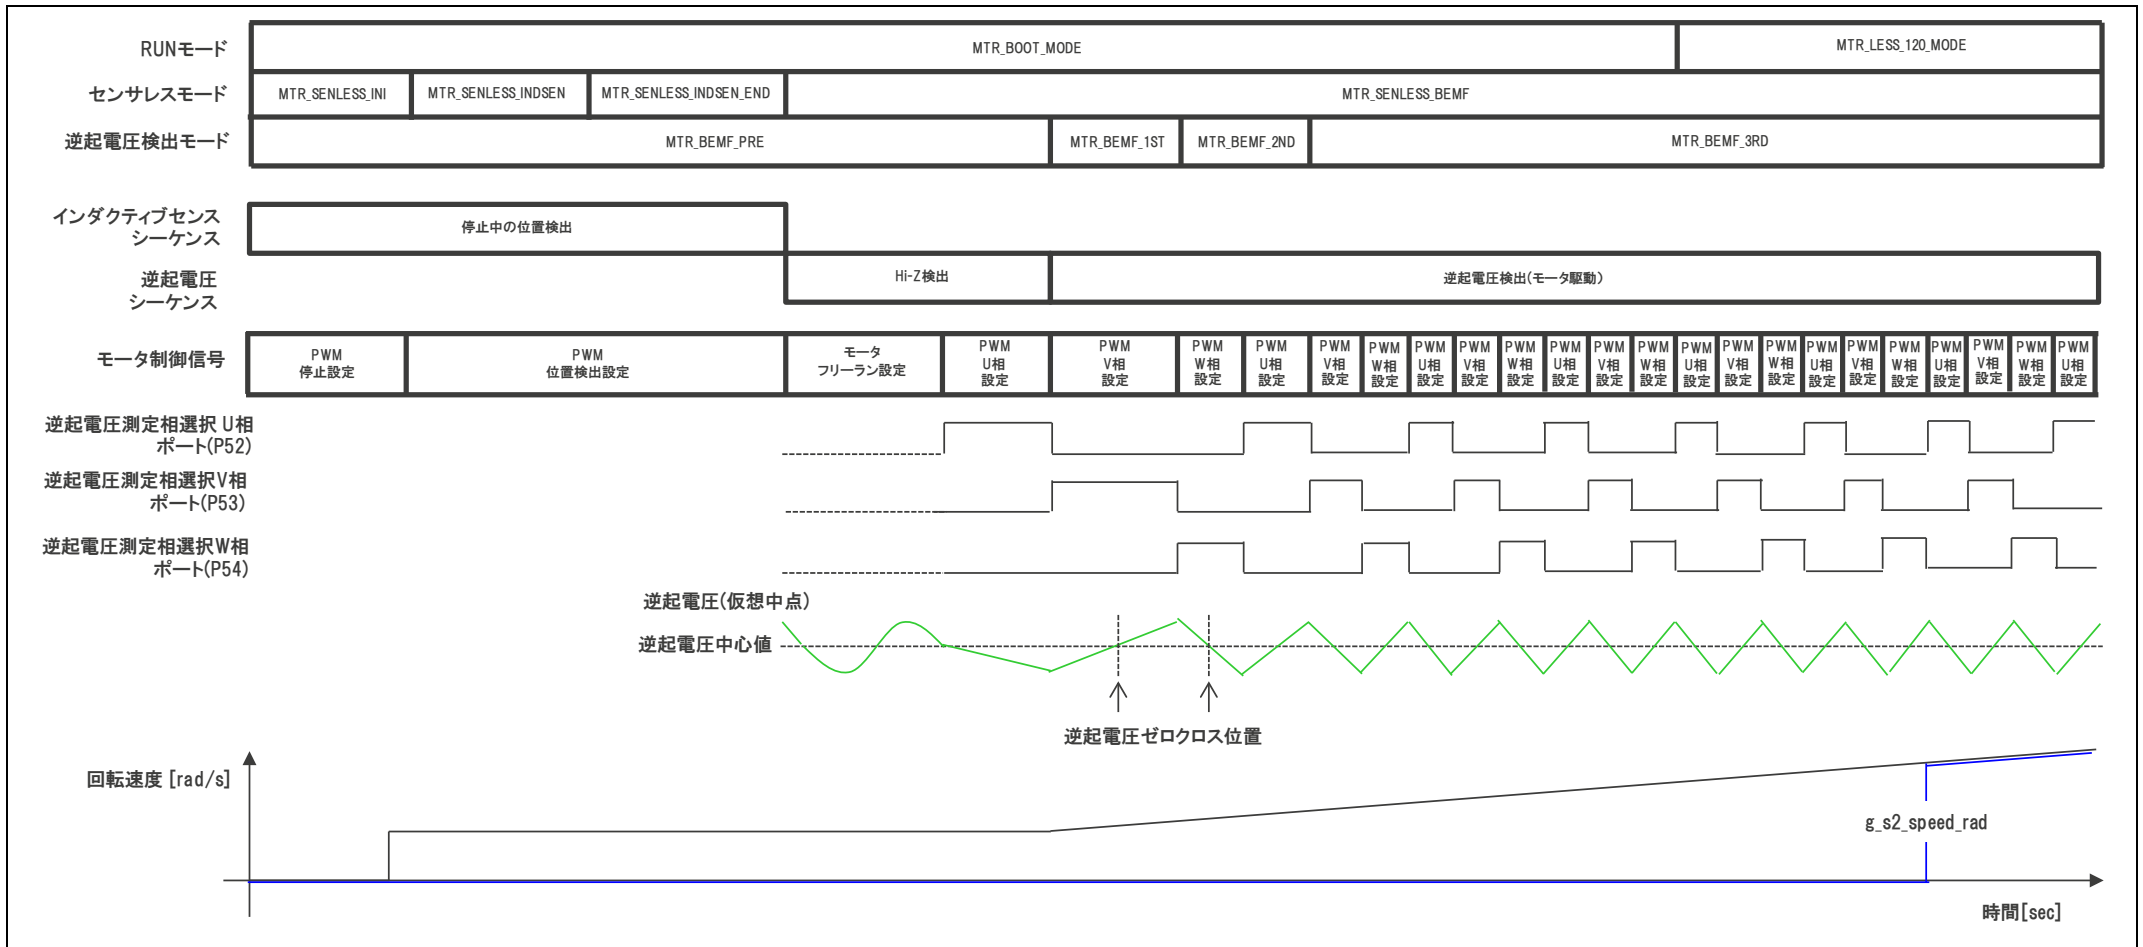 RUNモード
MTR_BOOT_MODE
MTR_LESS_120_MODE
センサレスモード
MTR_SENLESS_INI
MTR_SENLESS_INDSEN
MTR_SENLESS_INDSEN_END
MTR_SENLESS_BEMF
逆起電圧検出モード
MTR_BEMF_PRE
MTR_BEMF_1ST
MTR_BEMF_2ND
MTR_BEMF_3RD
インダクティブセンス
シーケンス
停止中の位置検出
逆起電圧
シーケンス
Hi-Z検出
逆起電圧検出(モータ駆動)
モータ制御信号
PWM
停止設定
PWM
位置検出設定
モータ
フリーラン設定
PWM
U相
設定
PWM
V相
設定
PWM
W相
設定
PWM
U相
設定
PWM
V相
設定
PWM
W相
設定
PWM
U相
設定
PWM
V相
設定
PWM
W相
設定
PWM
U相
設定
PWM
V相
設定
PWM
W相
設定
PWM
U相
設定
PWM
V相
設定
PWM
W相
設定
PWM
U相
設定
PWM
V相
設定
PWM
W相
設定
PWM
U相
設定
PWM
V相
設定
PWM
W相
設定
PWM
U相
設定
逆起電圧測定相選択 U相
ポート(P52)
逆起電圧測定相選択V相
ポート(P53)
逆起電圧測定相選択W相
ポート(P54)
逆起電圧(仮想中点)
逆起電圧中心値
逆起電圧ゼロクロス位置
回転速度 [rad/s]
g_s2_speed_rad
時間[sec]